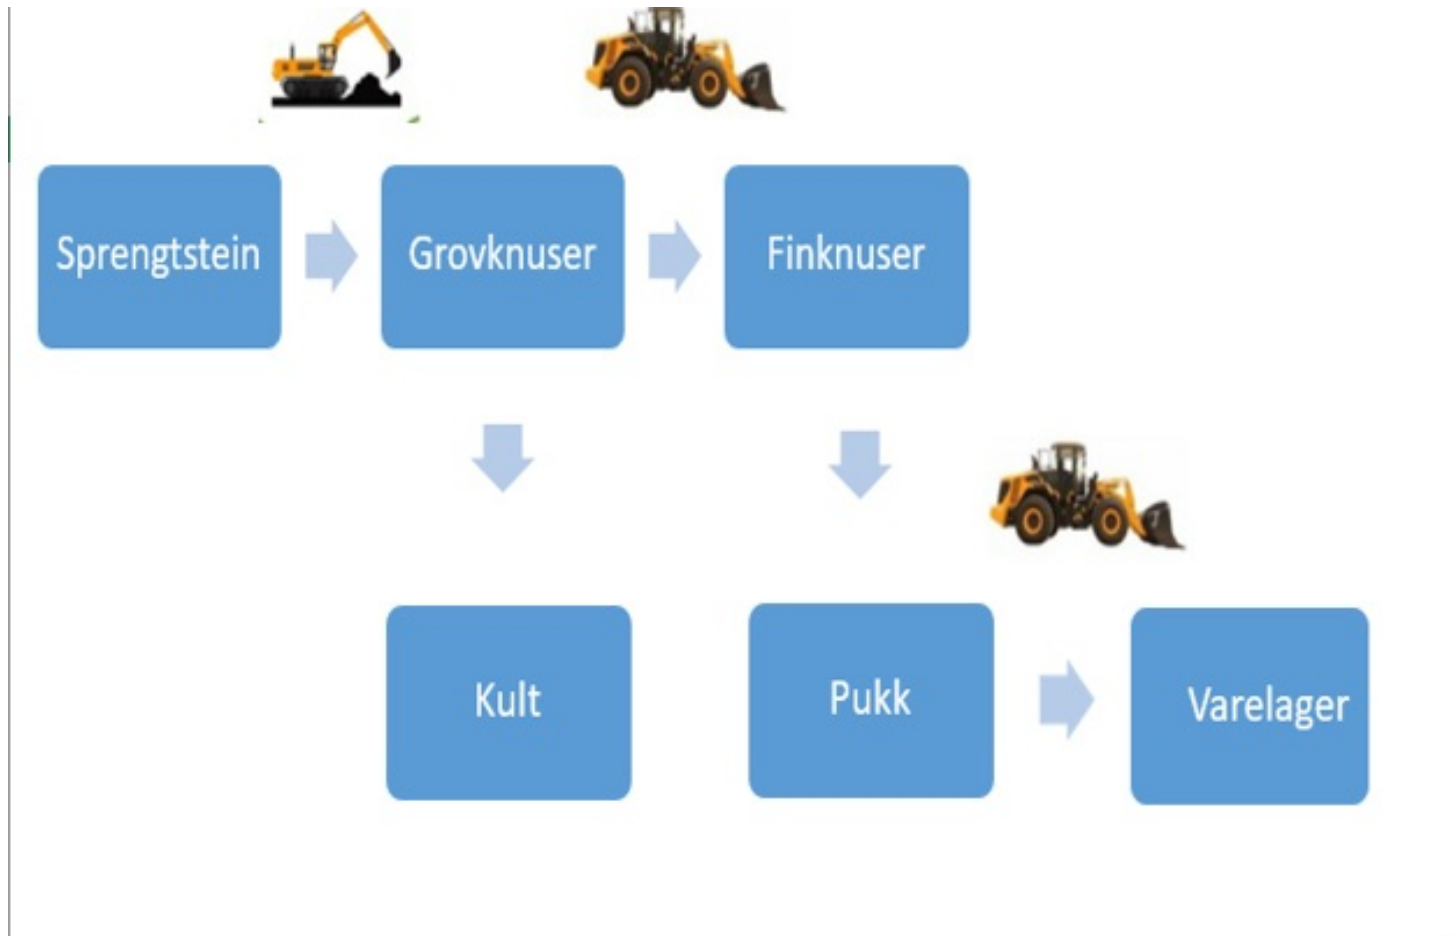 Sprengtstein
Grovknuser
Finknuser
Kult
Pukk
Varelager